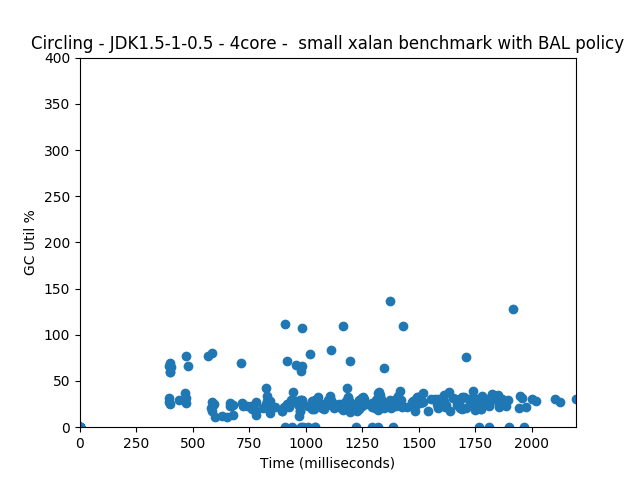 Circling - JDK1.5-1-0.5 - 4core -  small xalan benchmark with BAL policy
400
350
300
250
200
150
100
50
0
GC Util %
0 250 500 750 1000 1250 1500 1750 2000
Time (milliseconds)